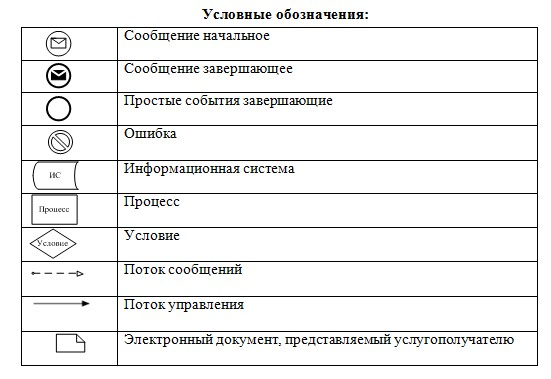 Условные обозначения:
Сообщение начальное
Сообщение завершающее
Простые события завершающие
Ошибка
ИС
Информационная система
Процесс
Процесс
Условие
Условие
Поток сообщений
Поток управления
Электронный документ, представляемый услугополучателю